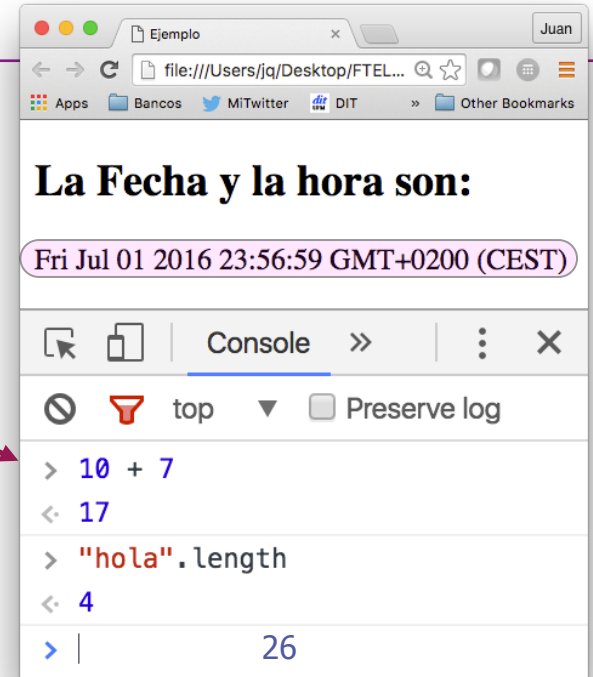 Ejemplo
Juan
file:///Users/jq/Desktop/FTEL...
Apps Bancos MiTwitter dit UPM DIT » Other Bookmarks
La Fecha y la hora son:
Fri Jul 01 2016 23:56:59 GMT+0200 (CEST)
Console »
top ▼ Preserve log
> 10 + 7
<· 17
> "hola".length
<· 4
> 26